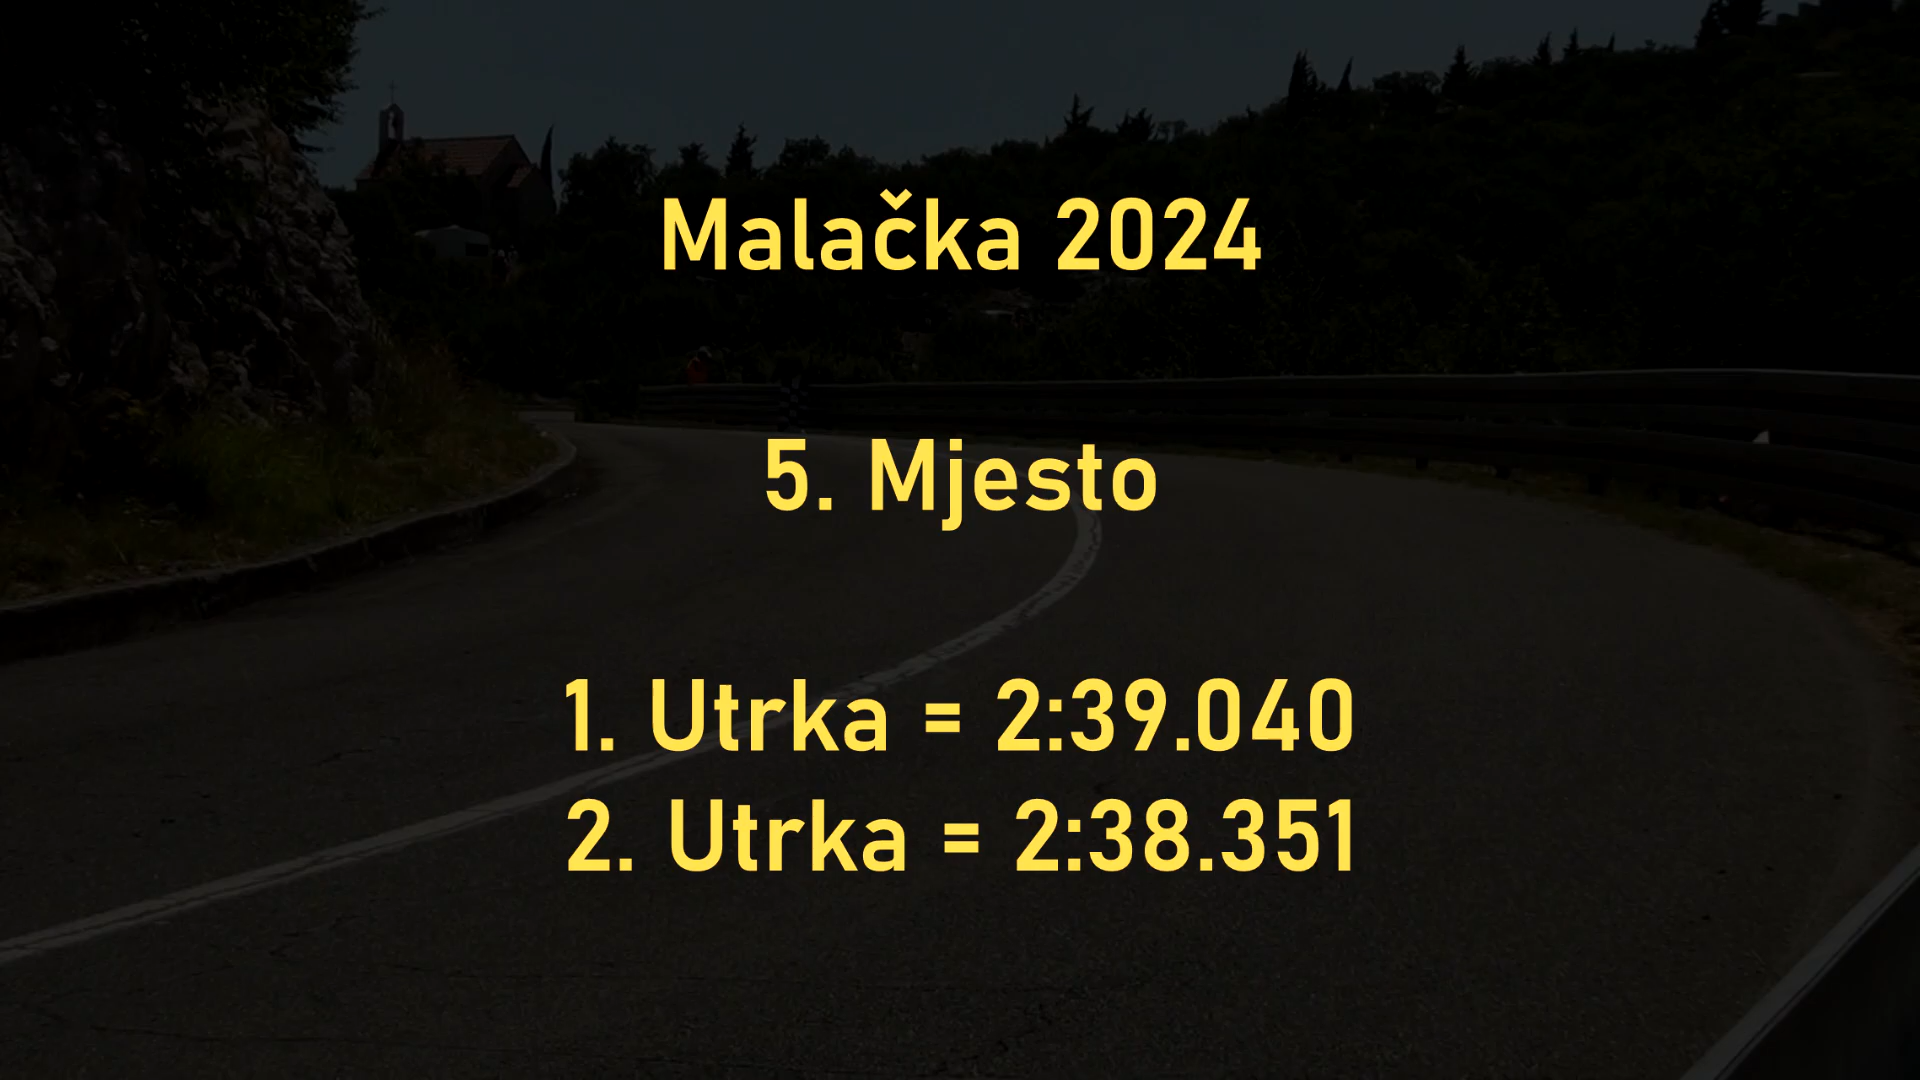 Malačka 2024
5. Mjesto
1. Utrka = 2:39.040
2. Utrka = 2:38.351